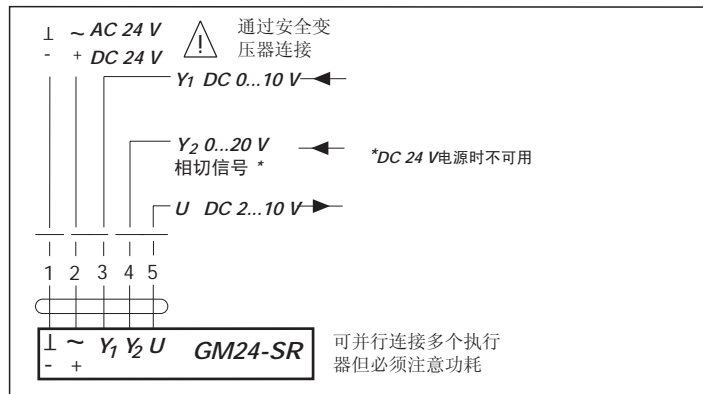 ⊥ ~ AC 24 V
- + DC 24 V
通过安全变
压器连接
Y1 DC 0...10 V
Y2 0...20 V
相切信号 *
*DC 24 V电源时不可用
U DC 2...10 V
1 2 3 4 5
⊥ ~ Y1 Y2 U
- +
GM24-SR
可并行连接多个执行
器但必须注意功耗